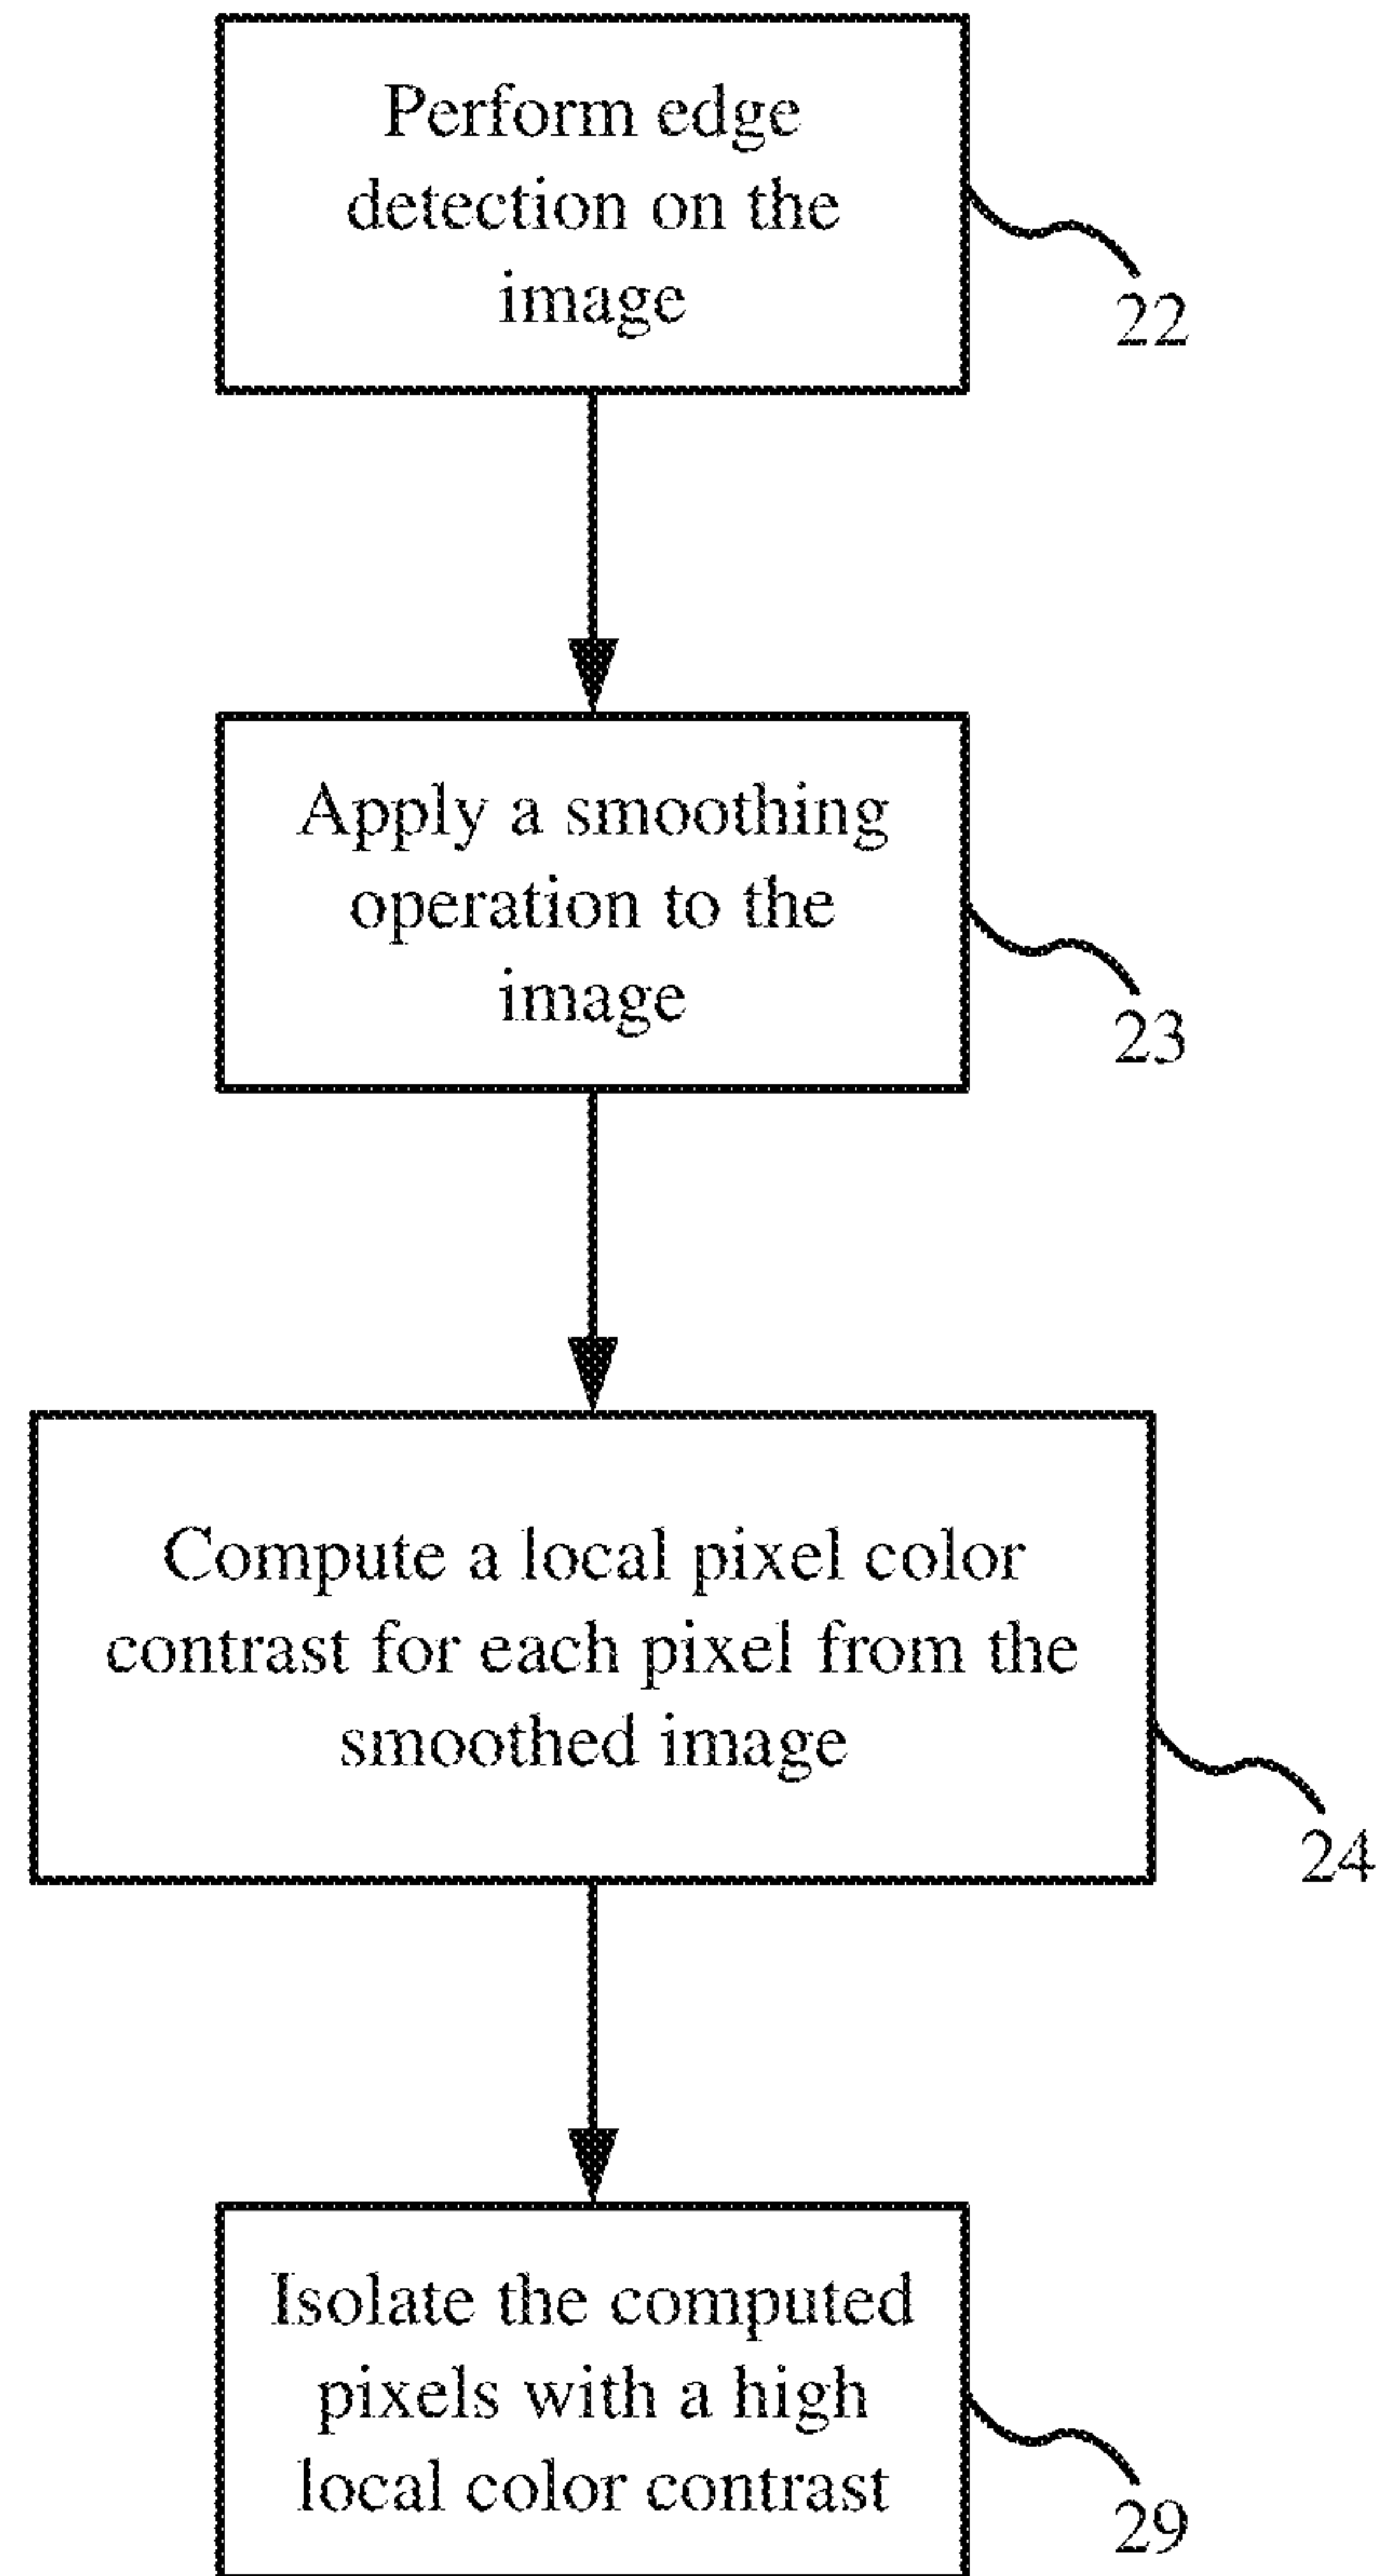 Perform edge
detection on the
image
22
Apply a smoothing
operation to the
image
23
Compute a local pixel color
contrast for each pixel from the
smoothed image
24
Isolate the computed
pixels with a high
local color contrast
29